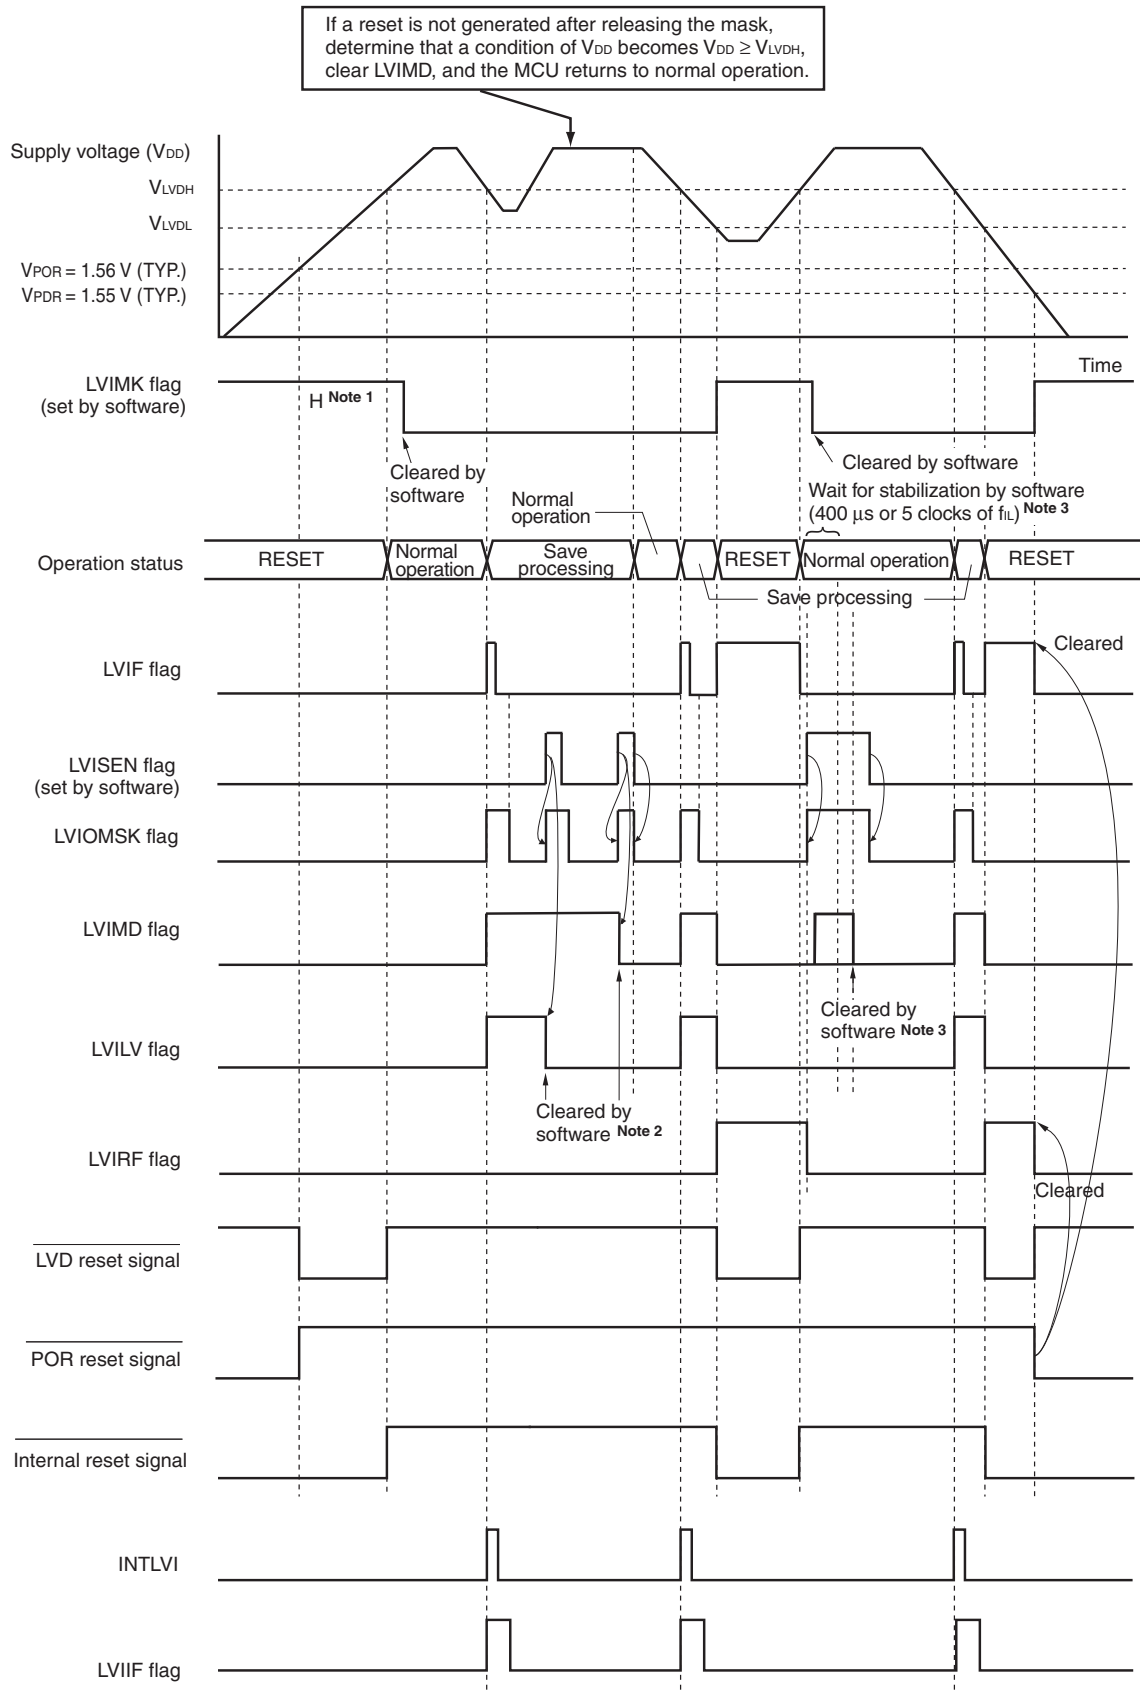 If a reset is not generated after releasing the mask,
determine that a condition of VDD becomes VDD ≥ VLVDH,
clear LVIMD, and the MCU returns to normal operation.
Supply voltage (VDD)
VLVDH
VLVDL
VPOR = 1.56 V (TYP.)
VPDR = 1.55 V (TYP.)
Time
LVIMK flag
(set by software)
H Note 1
Cleared by
software
Cleared by software
Wait for stabilization by software
(400 µs or 5 clocks of fIL) Note 3
Normal
operation
Operation status
RESET
Normal
operation
Save
processing
RESET
Normal operation
RESET
Save processing
LVIF flag
Cleared
LVISEN flag
(set by software)
LVIOMSK flag
LVIMD flag
Cleared by
software Note 3
LVILV flag
Cleared by
software Note 2
LVIRF flag
Cleared
LVD reset signal
POR reset signal
Internal reset signal
INTLVI
LVIIF flag